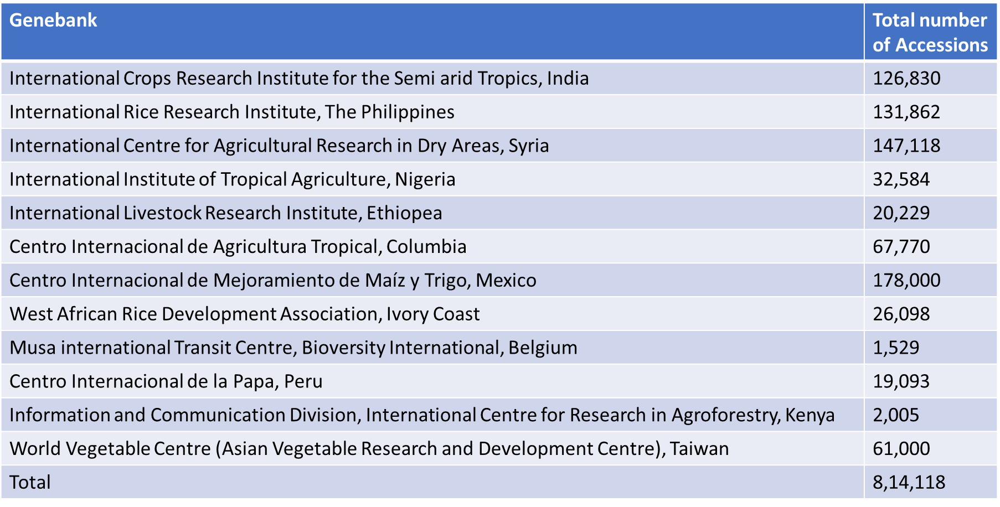 Genebank
Total number
of Accessions
International Crops Research Institute for the Semi arid Tropics, India 126,830
International Rice Research Institute, The Philippines 131,862
International Centre for Agricultural Research in Dry Areas, Syria 147,118
International Institute of Tropical Agriculture, Nigeria 32,584
International Livestock Research Institute, Ethiopea 20,229
Centro Internacional de Agricultura Tropical, Columbia 67,770
Centro Internacional de Mejoramiento de Maíz y Trigo, Mexico 178,000
West African Rice Development Association, Ivory Coast 26,098
Musa international Transit Centre, Bioversity International, Belgium 1,529
Centro Internacional de la Papa, Peru 19,093
Information and Communication Division, International Centre for Research in Agroforestry, Kenya 2,005
World Vegetable Centre (Asian Vegetable Research and Development Centre), Taiwan 61,000
Total 8,14,118